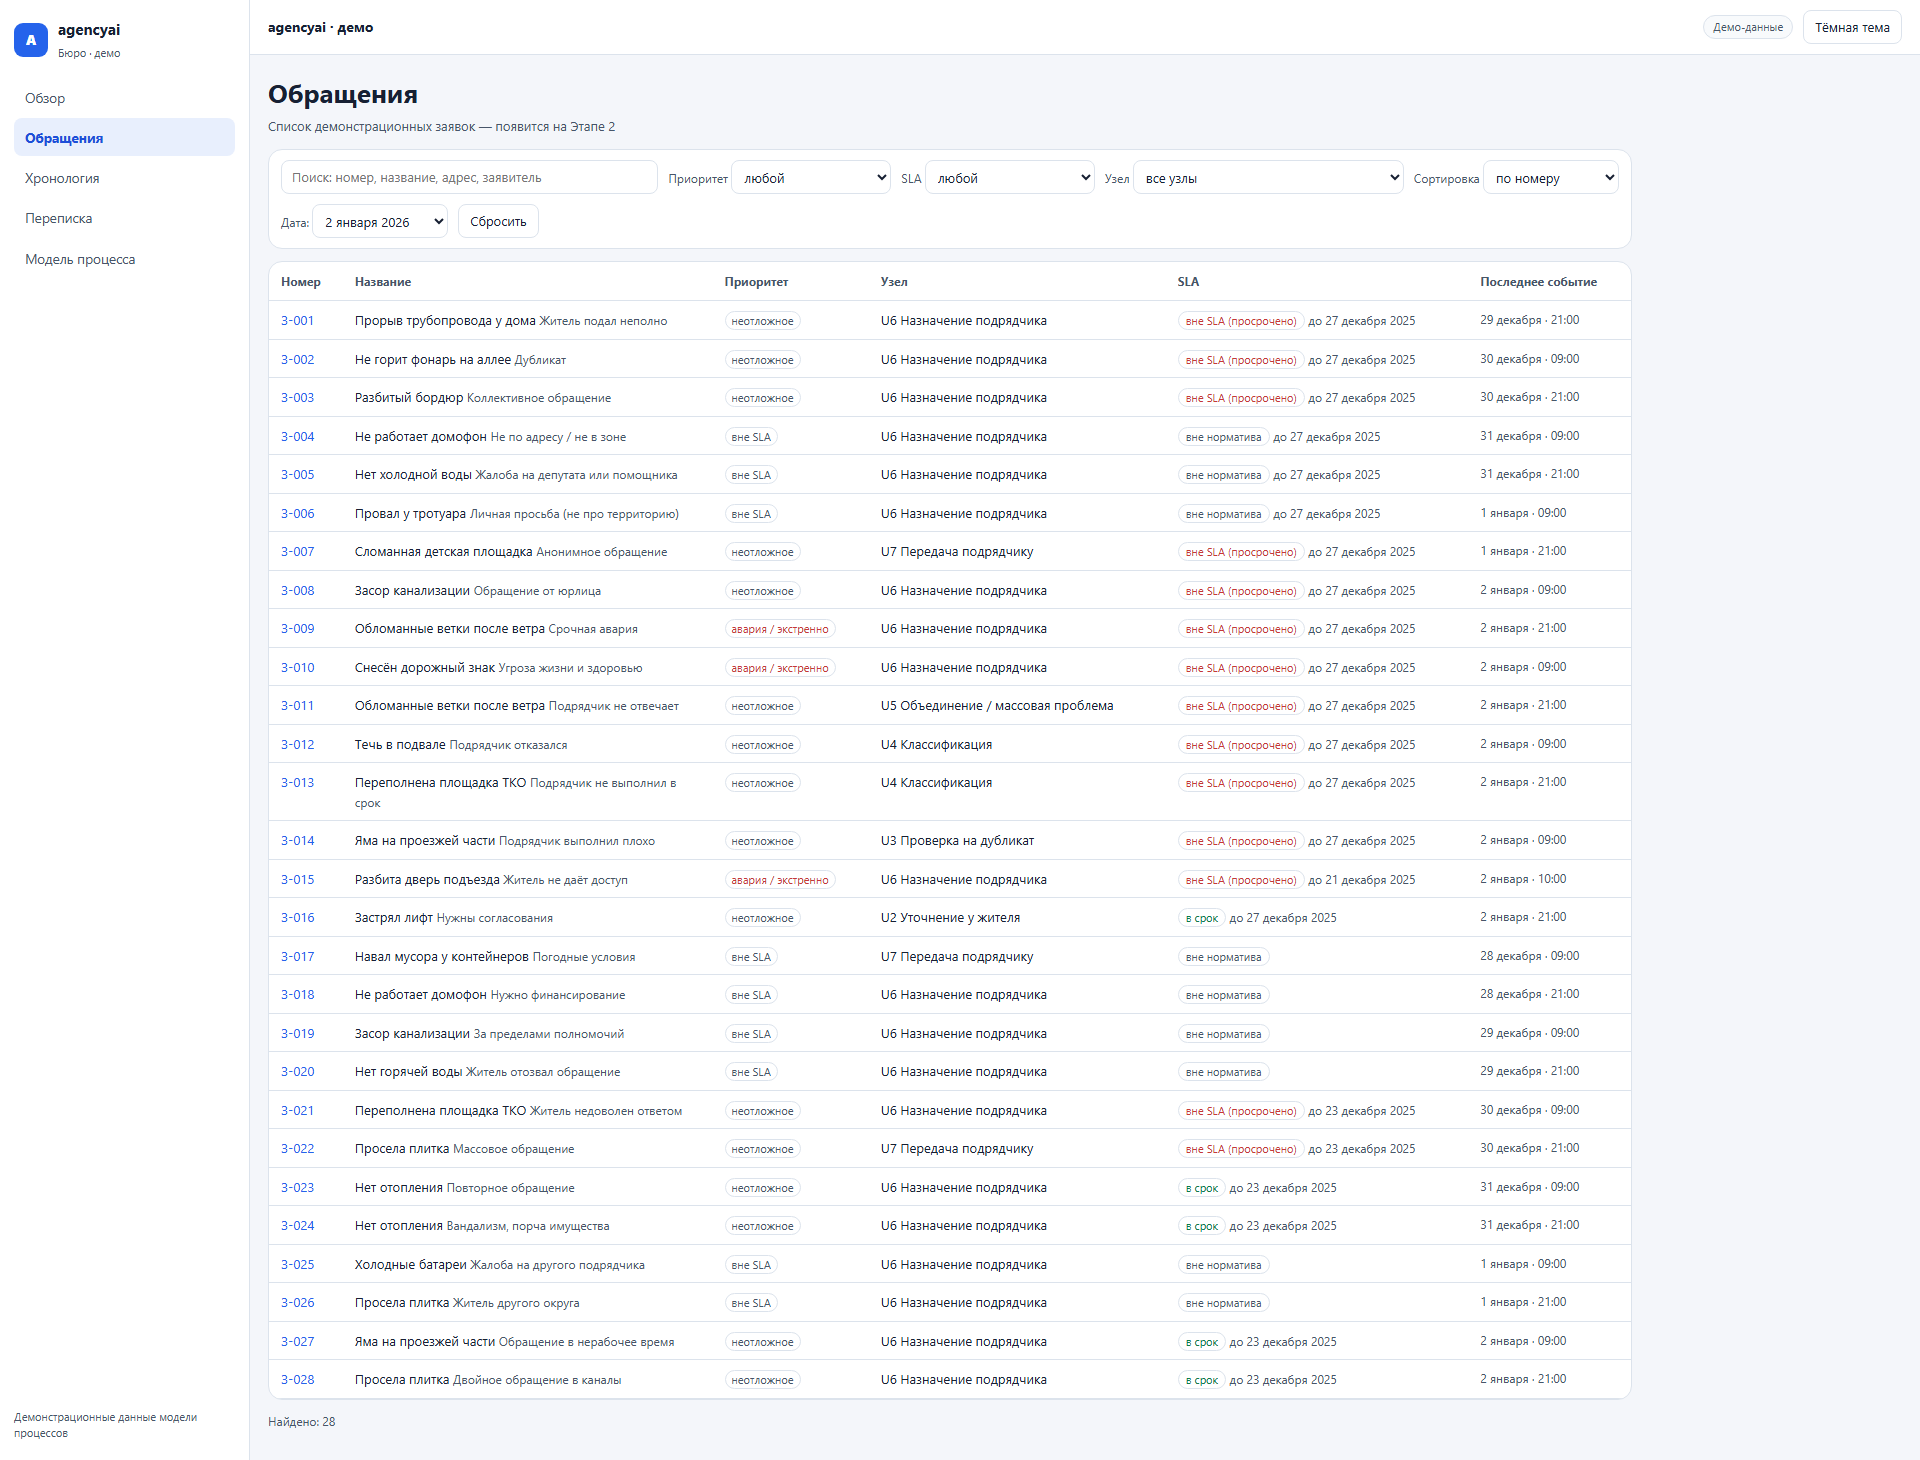 A
agencyai
Бюро · демо
Обзор
Обращения
Хронология
Переписка
Модель процесса
Демонстрационные данные модели
процессов
agencyai · демо
Демо-данные
Тёмная тема
Обращения
Список демонстрационных заявок — появится на Этапе 2
Поиск: номер, название, адрес, заявитель Приоритет любой SLA любой Узел все узлы Сортировка по номеру
Дата: 2 января 2026 Сбросить
Номер Название Приоритет Узел SLA Последнее событие
З-001 Прорыв трубопровода у дома Житель подал неполно неотложное U6 Назначение подрядчика вне SLA (просрочено) до 27 декабря 2025 29 декабря · 21:00
З-002 Не горит фонарь на аллее Дубликат неотложное U6 Назначение подрядчика вне SLA (просрочено) до 27 декабря 2025 30 декабря · 09:00
З-003 Разбитый бордюр Коллективное обращение неотложное U6 Назначение подрядчика вне SLA (просрочено) до 27 декабря 2025 30 декабря · 21:00
З-004 Не работает домофон Не по адресу / не в зоне вне SLA U6 Назначение подрядчика вне норматива до 27 декабря 2025 31 декабря · 09:00
З-005 Нет холодной воды Жалоба на депутата или помощника вне SLA U6 Назначение подрядчика вне норматива до 27 декабря 2025 31 декабря · 21:00
З-006 Провал у тротуара Личная просьба (не про территорию) вне SLA U6 Назначение подрядчика вне норматива до 27 декабря 2025 1 января · 09:00
З-007 Сломанная детская площадка Анонимное обращение неотложное U7 Передача подрядчику вне SLA (просрочено) до 27 декабря 2025 1 января · 21:00
З-008 Засор канализации Обращение от юрлица неотложное U6 Назначение подрядчика вне SLA (просрочено) до 27 декабря 2025 2 января · 09:00
З-009 Обломанные ветки после ветра Срочная авария авария / экстренно U6 Назначение подрядчика вне SLA (просрочено) до 27 декабря 2025 2 января · 21:00
З-010 Снесён дорожный знак Угроза жизни и здоровью авария / экстренно U6 Назначение подрядчика вне SLA (просрочено) до 27 декабря 2025 2 января · 09:00
З-011 Обломанные ветки после ветра Подрядчик не отвечает неотложное U5 Объединение / массовая проблема вне SLA (просрочено) до 27 декабря 2025 2 января · 21:00
З-012 Течь в подвале Подрядчик отказался неотложное U4 Классификация вне SLA (просрочено) до 27 декабря 2025 2 января · 09:00
З-013 Переполнена площадка ТКО Подрядчик не выполнил в неотложное U4 Классификация вне SLA (просрочено) до 27 декабря 2025 2 января · 21:00
срок
З-014 Яма на проезжей части Подрядчик выполнил плохо неотложное U3 Проверка на дубликат вне SLA (просрочено) до 27 декабря 2025 2 января · 09:00
З-015 Разбита дверь подъезда Житель не даёт доступ авария / экстренно U6 Назначение подрядчика вне SLA (просрочено) до 21 декабря 2025 2 января · 10:00
З-016 Застрял лифт Нужны согласования неотложное U2 Уточнение у жителя в срок до 27 декабря 2025 2 января · 21:00
З-017 Навал мусора у контейнеров Погодные условия вне SLA U7 Передача подрядчику вне норматива 28 декабря · 09:00
З-018 Не работает домофон Нужно финансирование вне SLA U6 Назначение подрядчика вне норматива 28 декабря · 21:00
З-019 Засор канализации За пределами полномочий вне SLA U6 Назначение подрядчика вне норматива 29 декабря · 09:00
З-020 Нет горячей воды Житель отозвал обращение вне SLA U6 Назначение подрядчика вне норматива 29 декабря · 21:00
З-021 Переполнена площадка ТКО Житель недоволен ответом неотложное U6 Назначение подрядчика вне SLA (просрочено) до 23 декабря 2025 30 декабря · 09:00
З-022 Просела плитка Массовое обращение неотложное U7 Передача подрядчику вне SLA (просрочено) до 23 декабря 2025 30 декабря · 21:00
З-023 Нет отопления Повторное обращение неотложное U6 Назначение подрядчика в срок до 23 декабря 2025 31 декабря · 09:00
З-024 Нет отопления Вандализм, порча имущества неотложное U6 Назначение подрядчика в срок до 23 декабря 2025 31 декабря · 21:00
З-025 Холодные батареи Жалоба на другого подрядчика вне SLA U6 Назначение подрядчика вне норматива 1 января · 09:00
З-026 Просела плитка Житель другого округа вне SLA U6 Назначение подрядчика вне норматива 1 января · 21:00
З-027 Яма на проезжей части Обращение в нерабочее время неотложное U6 Назначение подрядчика в срок до 23 декабря 2025 2 января · 09:00
З-028 Просела плитка Двойное обращение в каналы неотложное U6 Назначение подрядчика в срок до 23 декабря 2025 2 января · 21:00
Найдено: 28